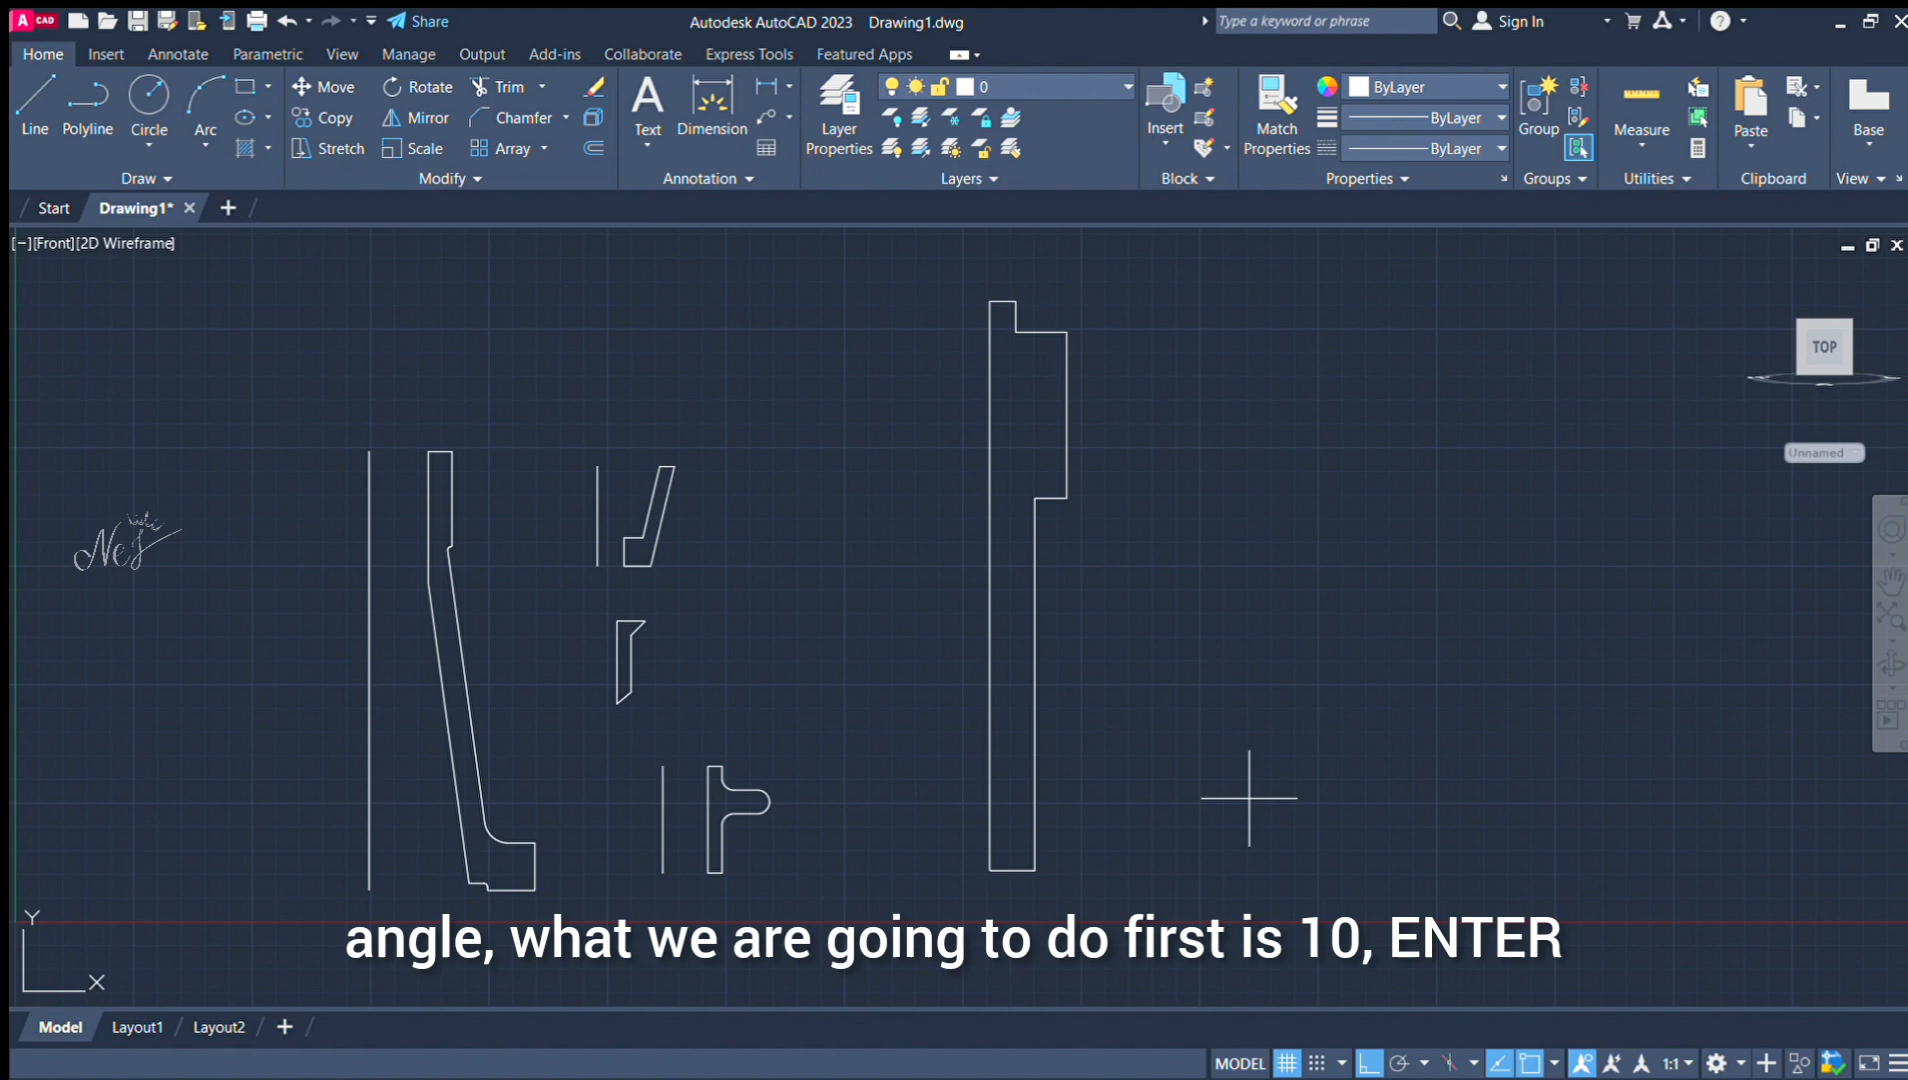 A CAD Share Autodesk AutoCAD 2023 Drawing1.dwg Type a keyword or phrase Sign In ?
Home Insert Annotate Parametric View Manage Output Add-ins Collaborate Express Tools Featured Apps
Line Polyline Circle Arc
Move Rotate Trim
Copy Mirror Chamfer
Stretch Scale Array
Text Dimension
Layer Properties
0
Insert
Match Properties
ByLayer
ByLayer
ByLayer
Group
Measure
Paste
Base
Draw Modify Annotation Layers Block Properties Groups Utilities Clipboard View
Start Drawing1* +
[−][Front][2D Wireframe]
TOP
Unnamed
Nes
Y
X
angle, what we are going to do first is 10, ENTER
Model Layout1 Layout2 +
MODEL 1:1